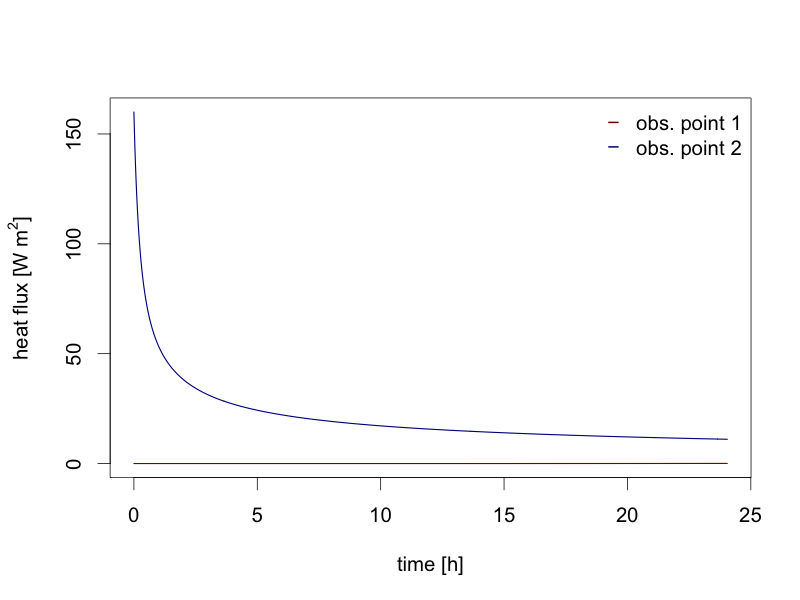 obs. point 1
obs. point 2
150
100
50
0
heat flux [W m²]
0 5 10 15 20 25
time [h]